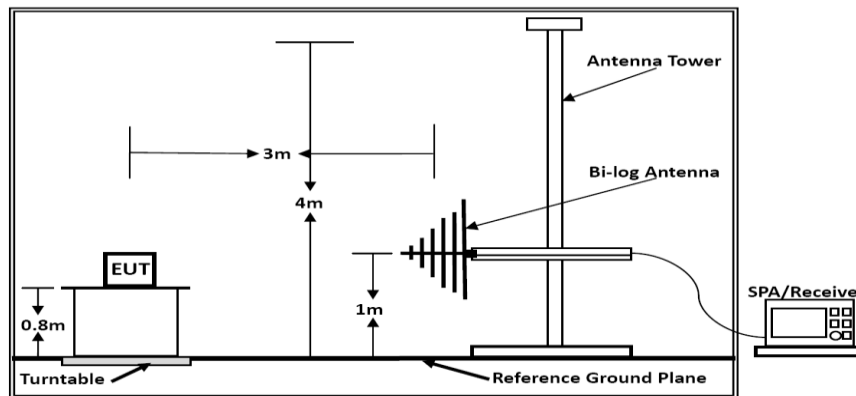 Antenna Tower
3m
Bi-log Antenna
4m
EUT
SPA/Receive
1m
0.8m
Turntable
Reference Ground Plane